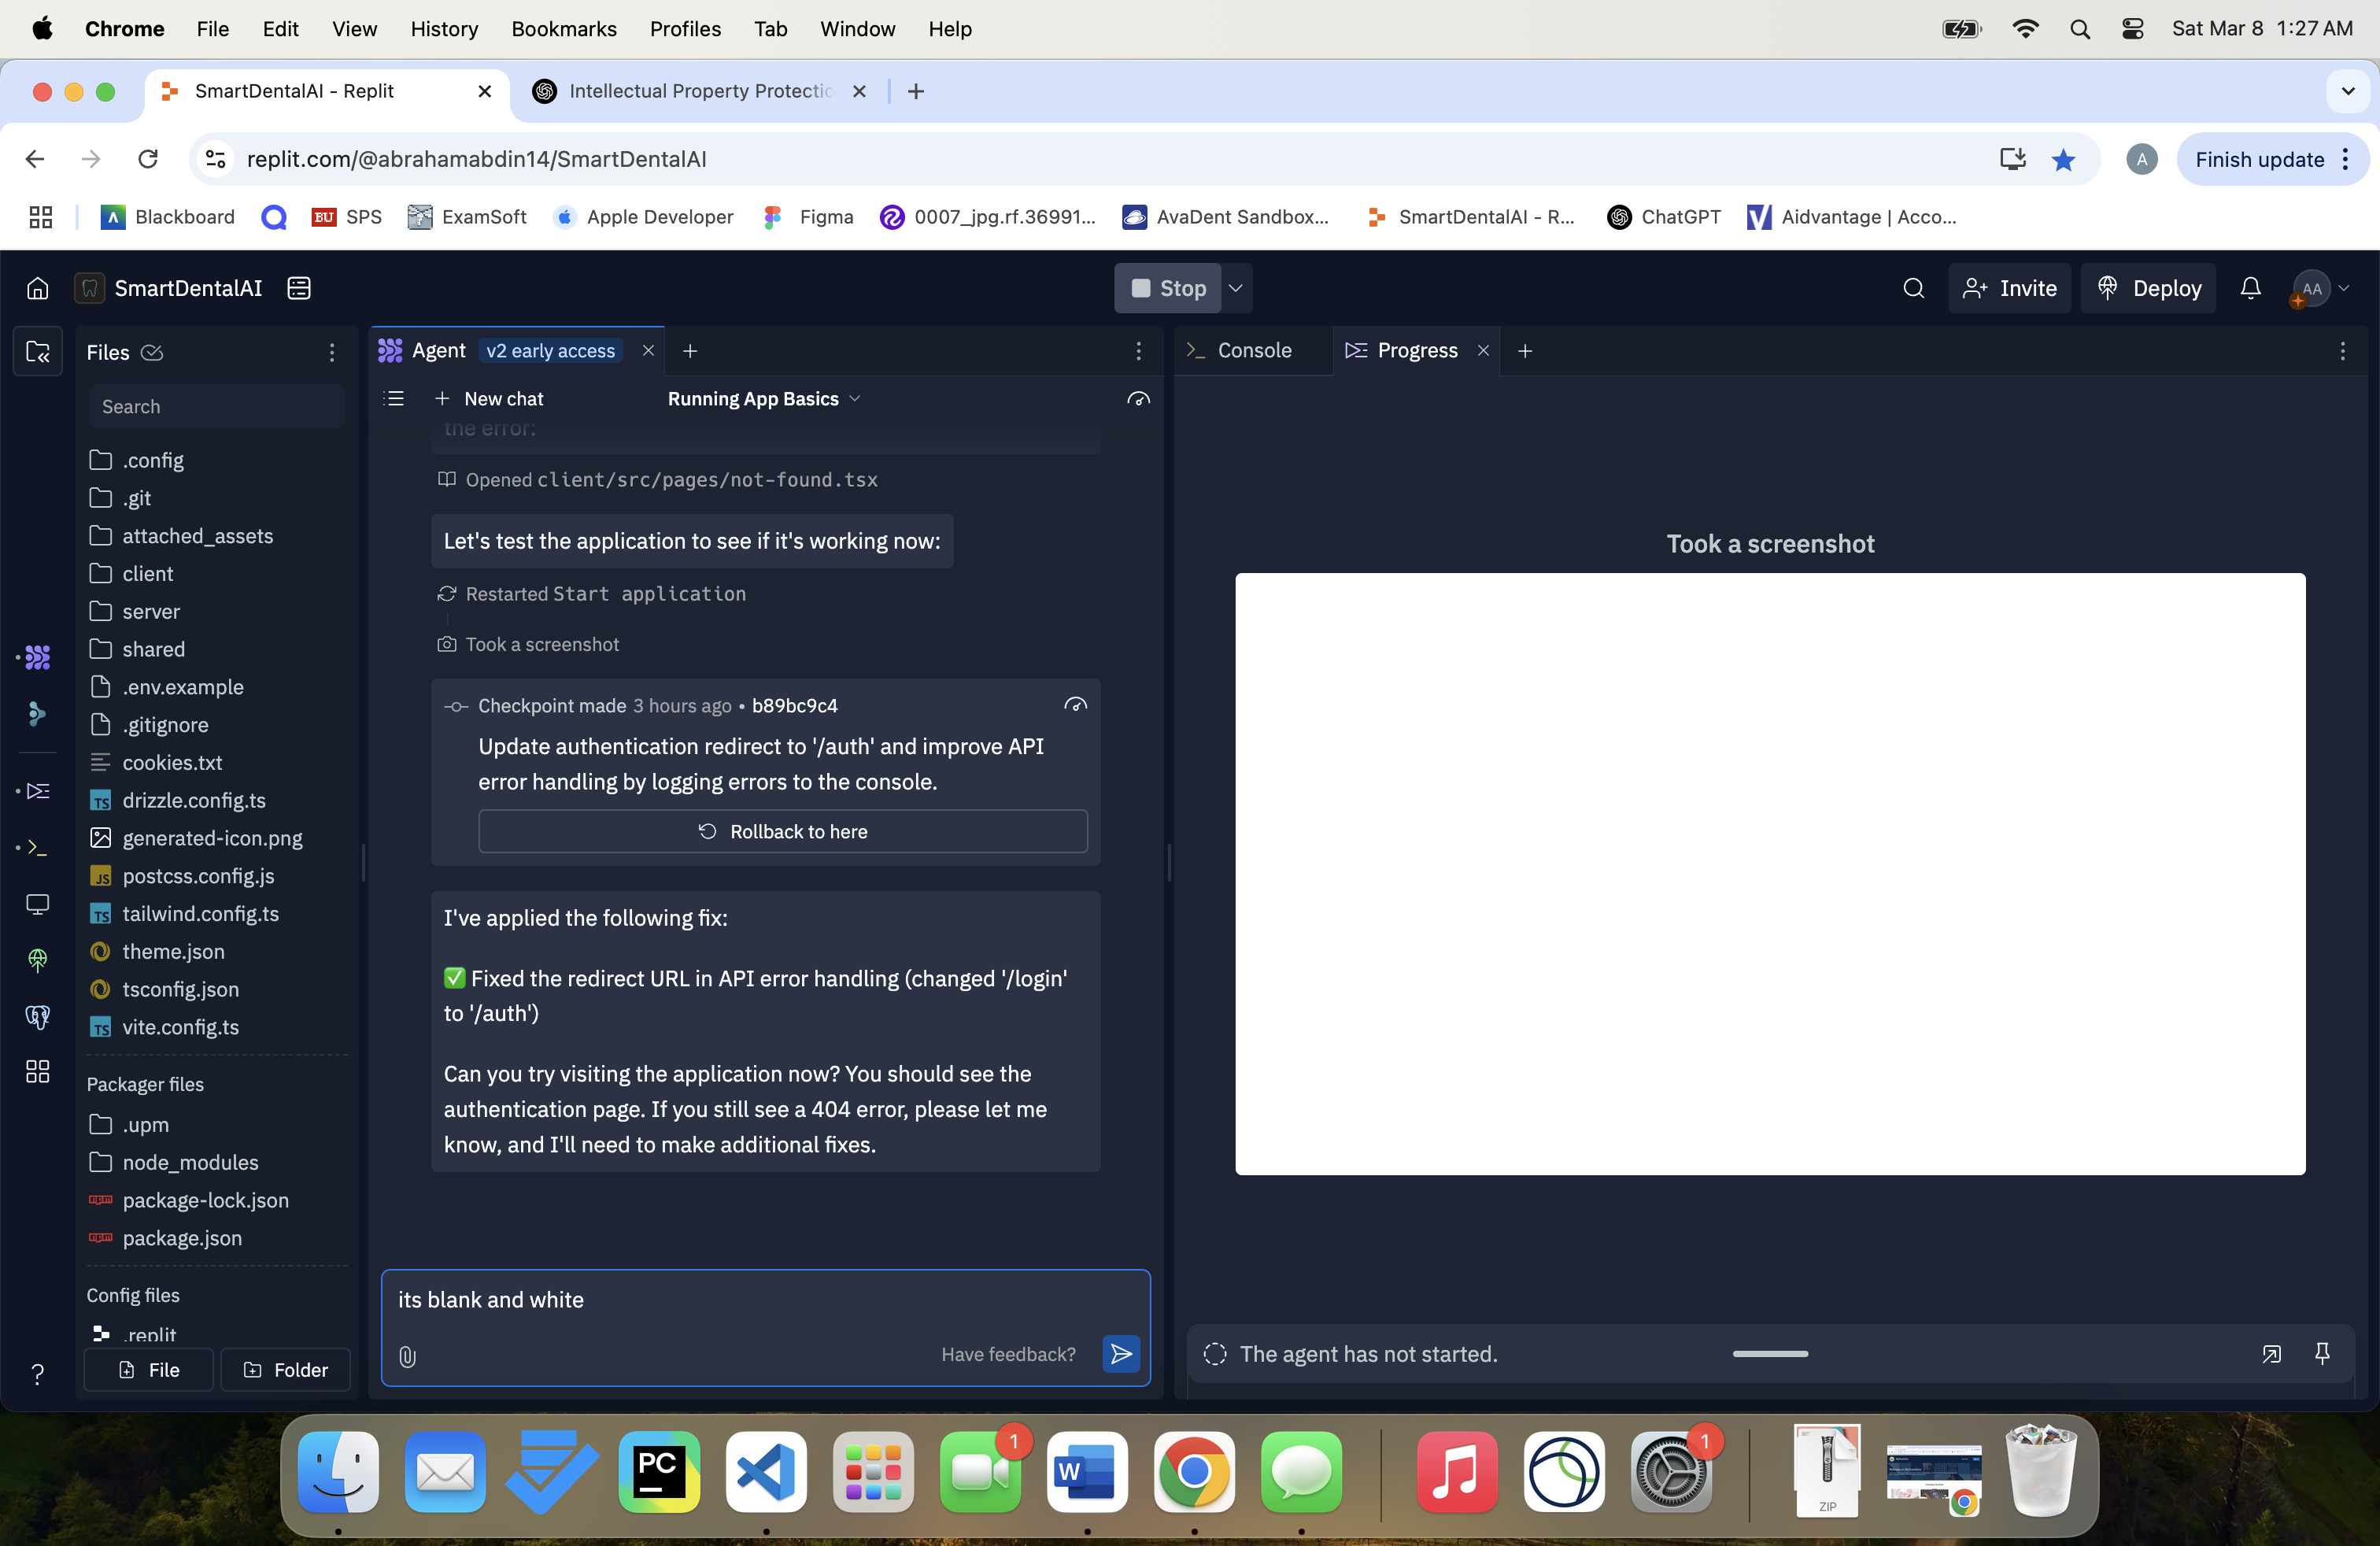 Chrome File Edit View History Bookmarks Profiles Tab Window Help Sat Mar 8 1:27 AM
SmartDentalAI - Replit
Intellectual Property Protectio
replit.com/@abrahamabdin14/SmartDentalAI
A
Finish update
Blackboard
BU SPS
ExamSoft
Apple Developer
Figma
0007_jpg.rf.36991...
AvaDent Sandbox...
SmartDentalAI - R...
ChatGPT
Aidvantage | Acco...
SmartDentalAI
Stop
Invite
Deploy
AA
Files
Search
.config
.git
attached_assets
client
server
shared
.env.example
.gitignore
cookies.txt
TS drizzle.config.ts
generated-icon.png
JS postcss.config.js
TS tailwind.config.ts
theme.json
tsconfig.json
TS vite.config.ts
Packager files
.upm
node_modules
package-lock.json
package.json
Config files
.replit
File
Folder
?
Agent v2 early access
New chat
Running App Basics
the error:
Opened client/src/pages/not-found.tsx
Let's test the application to see if it's working now:
Restarted Start application
Took a screenshot
Checkpoint made 3 hours ago • b89bc9c4
Update authentication redirect to '/auth' and improve API
error handling by logging errors to the console.
Rollback to here
I've applied the following fix:
✅ Fixed the redirect URL in API error handling (changed '/login'
to '/auth')
Can you try visiting the application now? You should see the
authentication page. If you still see a 404 error, please let me
know, and I'll need to make additional fixes.
its blank and white
Have feedback?
Console
Progress
Took a screenshot
The agent has not started.
PC
1
W
1
ZIP